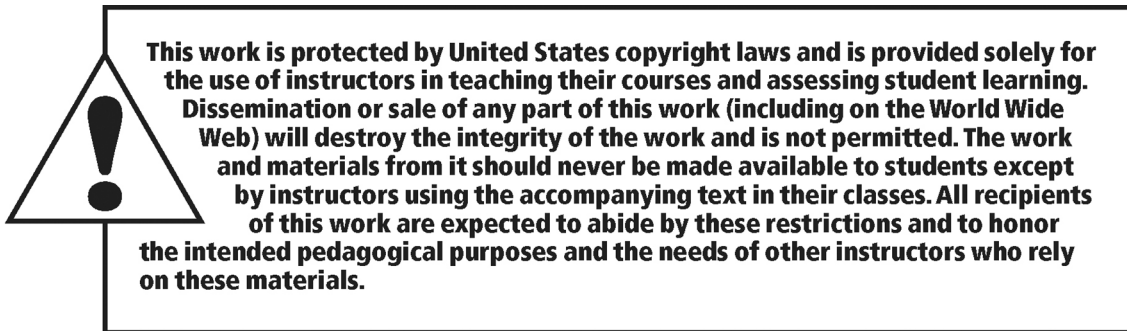 This work is protected by United States copyright laws and is provided solely for
the use of instructors in teaching their courses and assessing student learning.
Dissemination or sale of any part of this work (including on the World Wide
Web) will destroy the integrity of the work and is not permitted. The work
and materials from it should never be made available to students except
by instructors using the accompanying text in their classes. All recipients
of this work are expected to abide by these restrictions and to honor
the intended pedagogical purposes and the needs of other instructors who rely
on these materials.